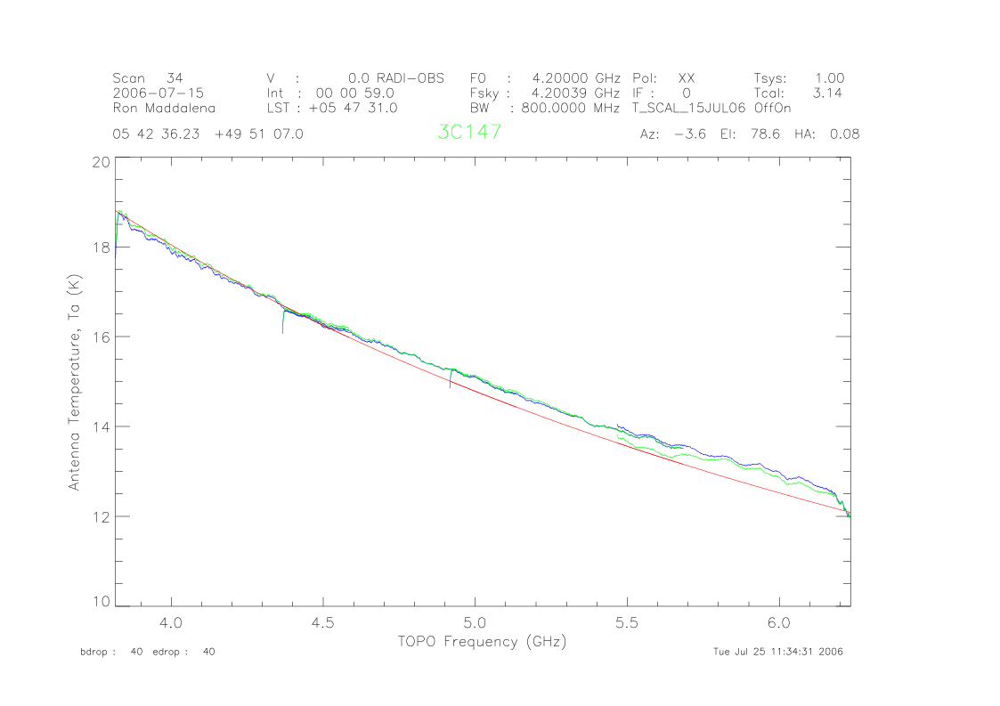 Scan 34 V : 0.0 RADI-OBS F0 : 4.20000 GHz Pol: XX Tsys: 1.00
2006-07-15 Int : 00 00 59.0 Fsky : 4.20039 GHz IF : 0 Tcal: 3.14
Ron Maddalena LST : +05 47 31.0 BW : 800.0000 MHz T_SCAL_15JUL06 OffOn
05 42 36.23 +49 51 07.0 3C147 Az: -3.6 El: 78.6 HA: 0.08
20
18
16
14
12
10
Antenna Temperature, Ta (K)
4.0 4.5 5.0 5.5 6.0
TOPO Frequency (GHz)
bdrop : 40 edrop : 40 Tue Jul 25 11:34:31 2006